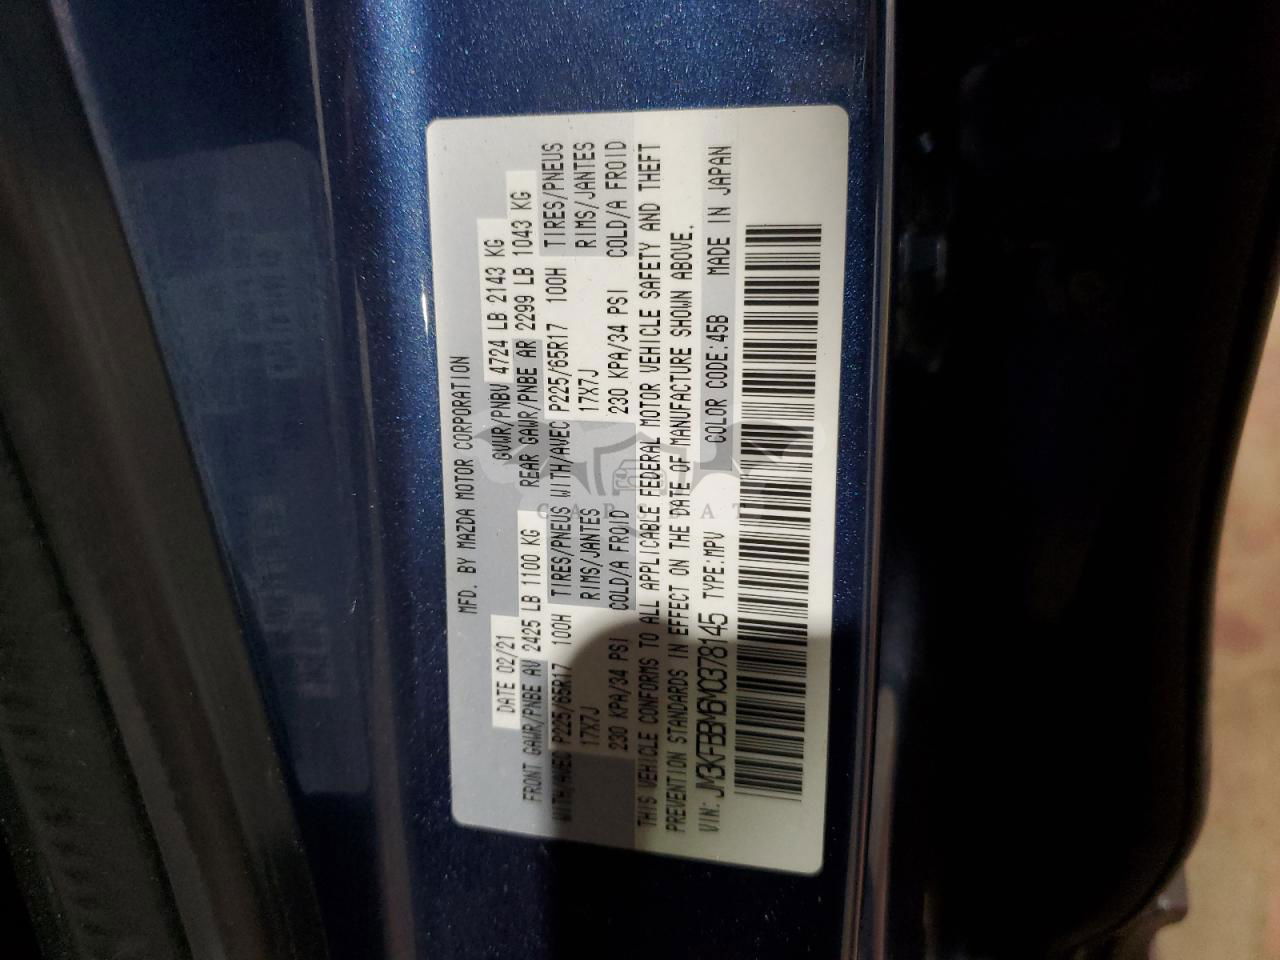 MFD. BY MAZDA MOTOR CORPORATION
DATE 02/21 GVWR/PNBV 4724 LB 2143 KG
FRONT GAWR/PNBE AV 2425 LB 1100 KG REAR GAWR/PNBE AR 2299 LB 1043 KG
WITH/AVEC P225/65R17 100H TIRES/PNEUS WITH/AVEC P225/65R17 100H TIRES/PNEUS
17X7J RIMS/JANTES 17X7J RIMS/JANTES
230 KPA/34 PSI COLD/A FROID 230 KPA/34 PSI COLD/A FROID
THIS VEHICLE CONFORMS TO ALL APPLICABLE FEDERAL MOTOR VEHICLE SAFETY AND THEFT
PREVENTION STANDARDS IN EFFECT ON THE DATE OF MANUFACTURE SHOWN ABOVE.
VIN: JM3KFBBM6M0378145 TYPE:MPV COLOR CODE:45B MADE IN JAPAN